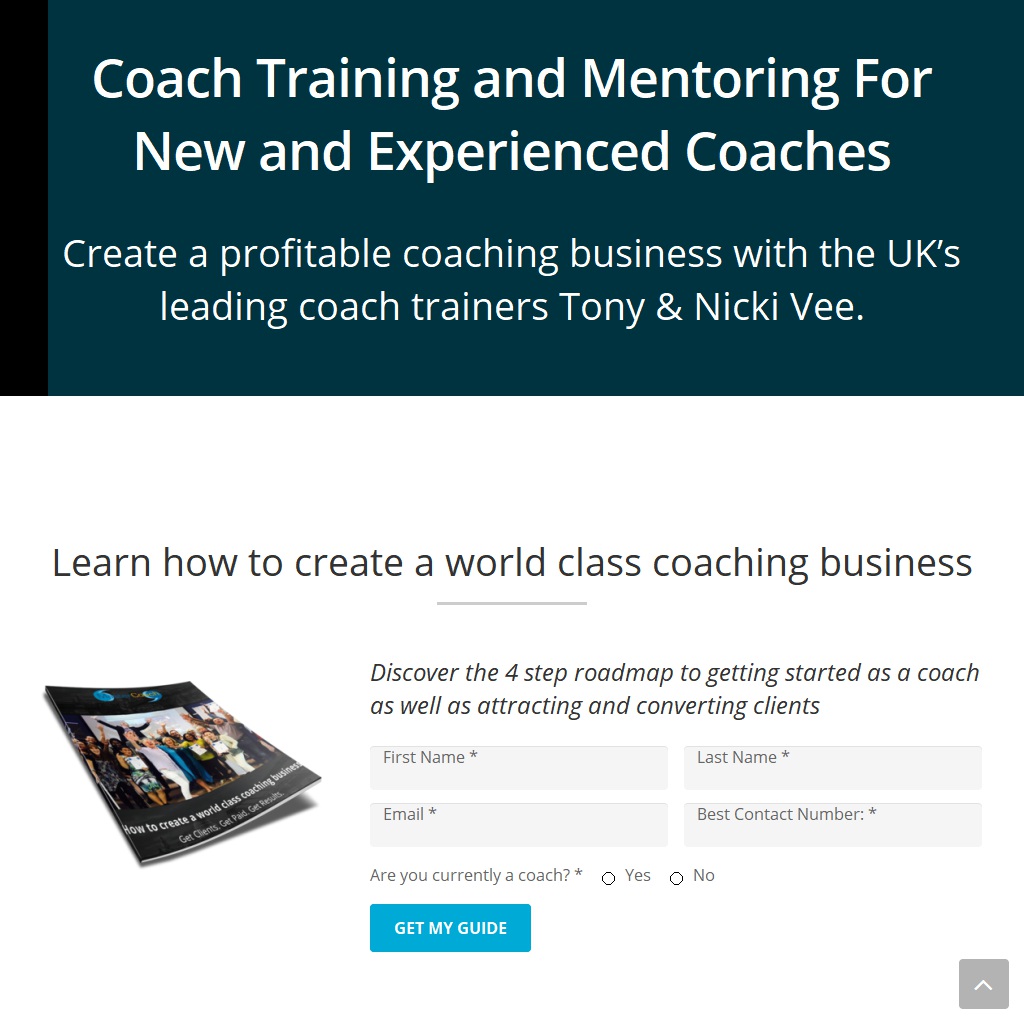 Coach Training and Mentoring For
New and Experienced Coaches
Create a profitable coaching business with the UK’s
leading coach trainers Tony & Nicki Vee.
Learn how to create a world class coaching business
How to create a world class coaching business
Get Clients. Get Paid. Get Results.
Discover the 4 step roadmap to getting started as a coach
as well as attracting and converting clients
First Name *
Last Name *
Email *
Best Contact Number: *
Are you currently a coach? * Yes No
GET MY GUIDE